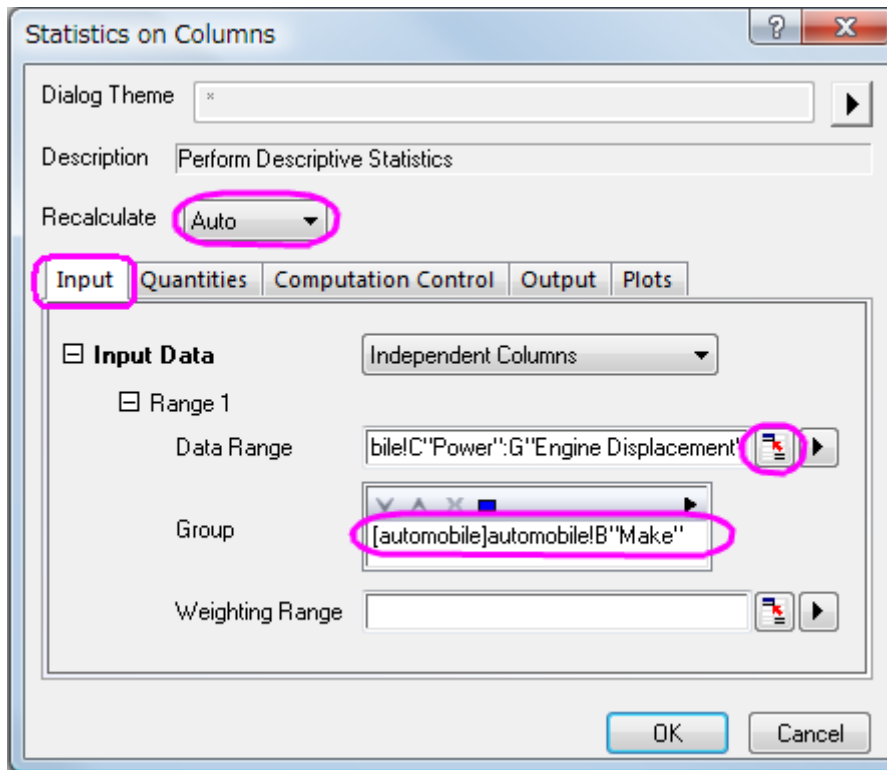 Statistics on Columns
Dialog Theme *
Description Perform Descriptive Statistics
Recalculate Auto
Input Quantities Computation Control Output Plots
Input Data Independent Columns
Range 1
Data Range bile!C"Power":G"Engine Displacement"
Group [automobile]automobile!B"Make"
Weighting Range
OK Cancel